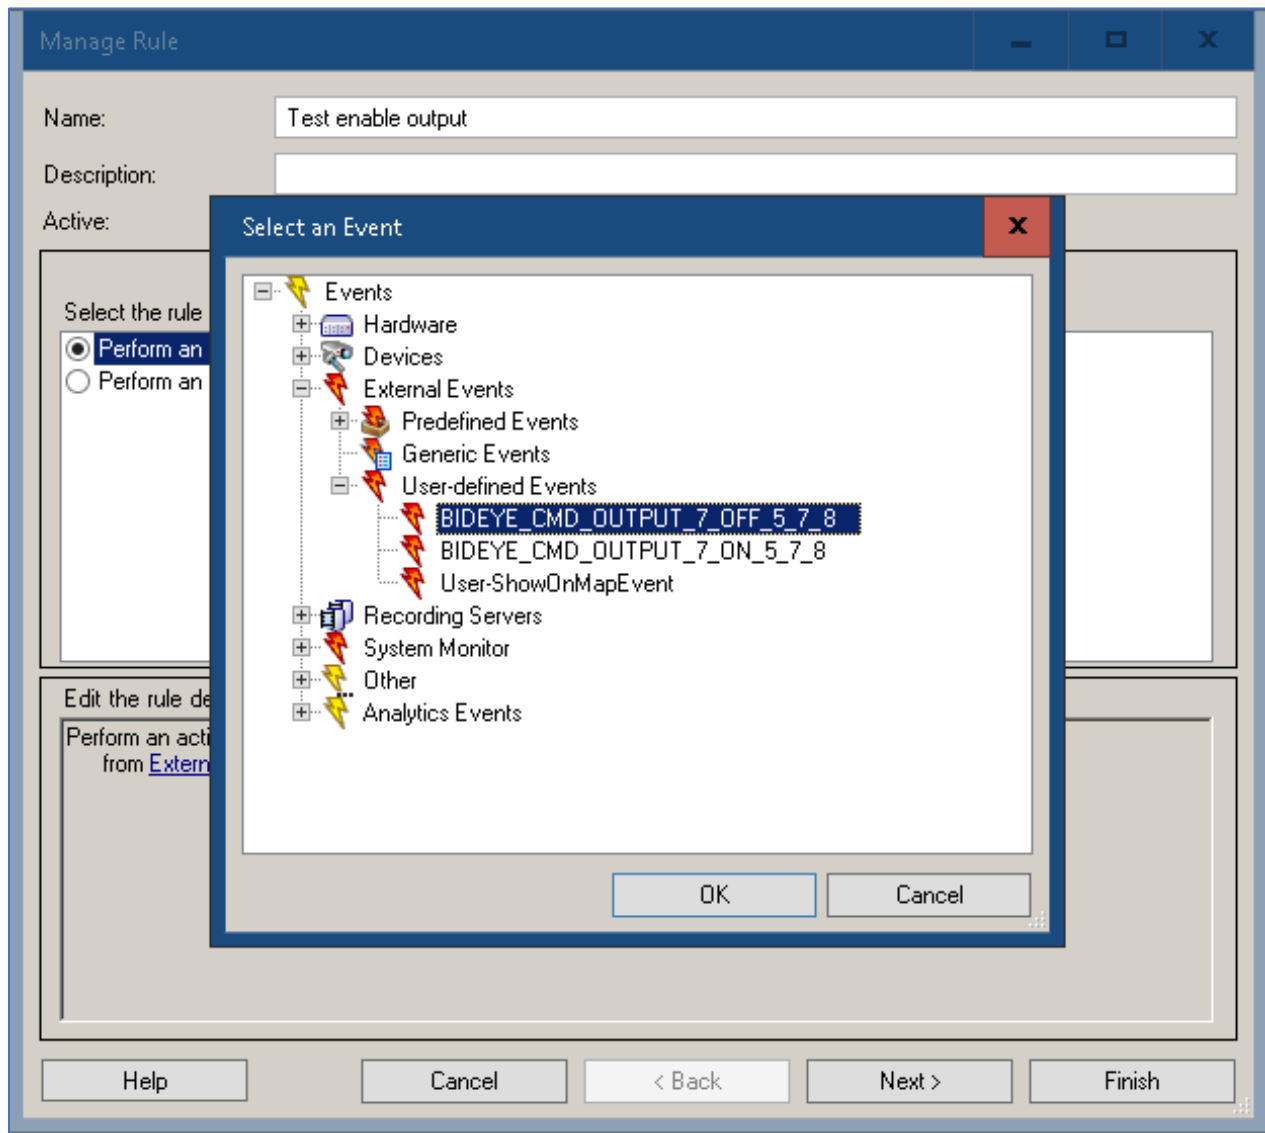 Manage Rule
Name: Test enable output
Description:
Active:
Select an Event
Events
Hardware
Devices
External Events
Predefined Events
Generic Events
User-defined Events
BIDEYE_CMD_OUTPUT_7_OFF_5_7_8
BIDEYE_CMD_OUTPUT_7_ON_5_7_8
User-ShowOnMapEvent
Recording Servers
System Monitor
Other
Analytics Events
OK Cancel
Select the rule
Perform an
Perform an
Edit the rule de
Perform an acti
from Extern
Help Cancel < Back Next > Finish